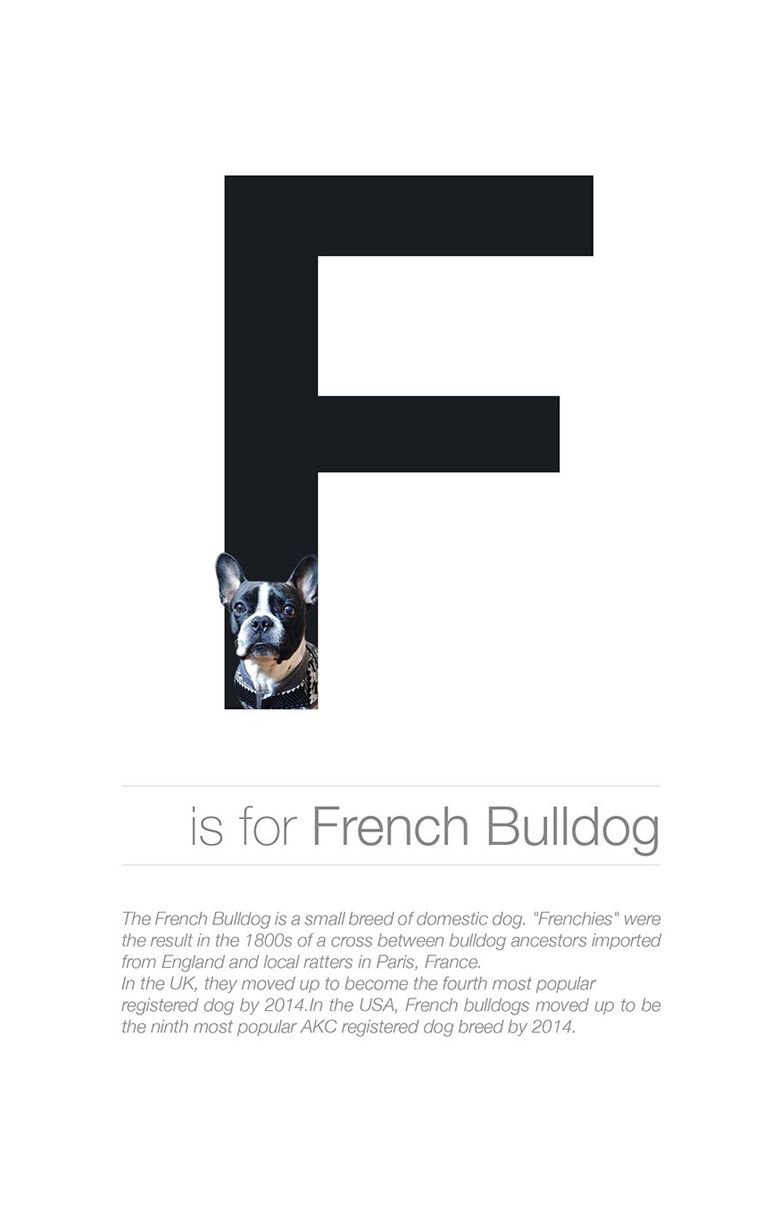 F
is for French Bulldog
The French Bulldog is a small breed of domestic dog. "Frenchies" were
the result in the 1800s of a cross between bulldog ancestors imported
from England and local ratters in Paris, France.
In the UK, they moved up to become the fourth most popular
registered dog by 2014.In the USA, French bulldogs moved up to be
the ninth most popular AKC registered dog breed by 2014.